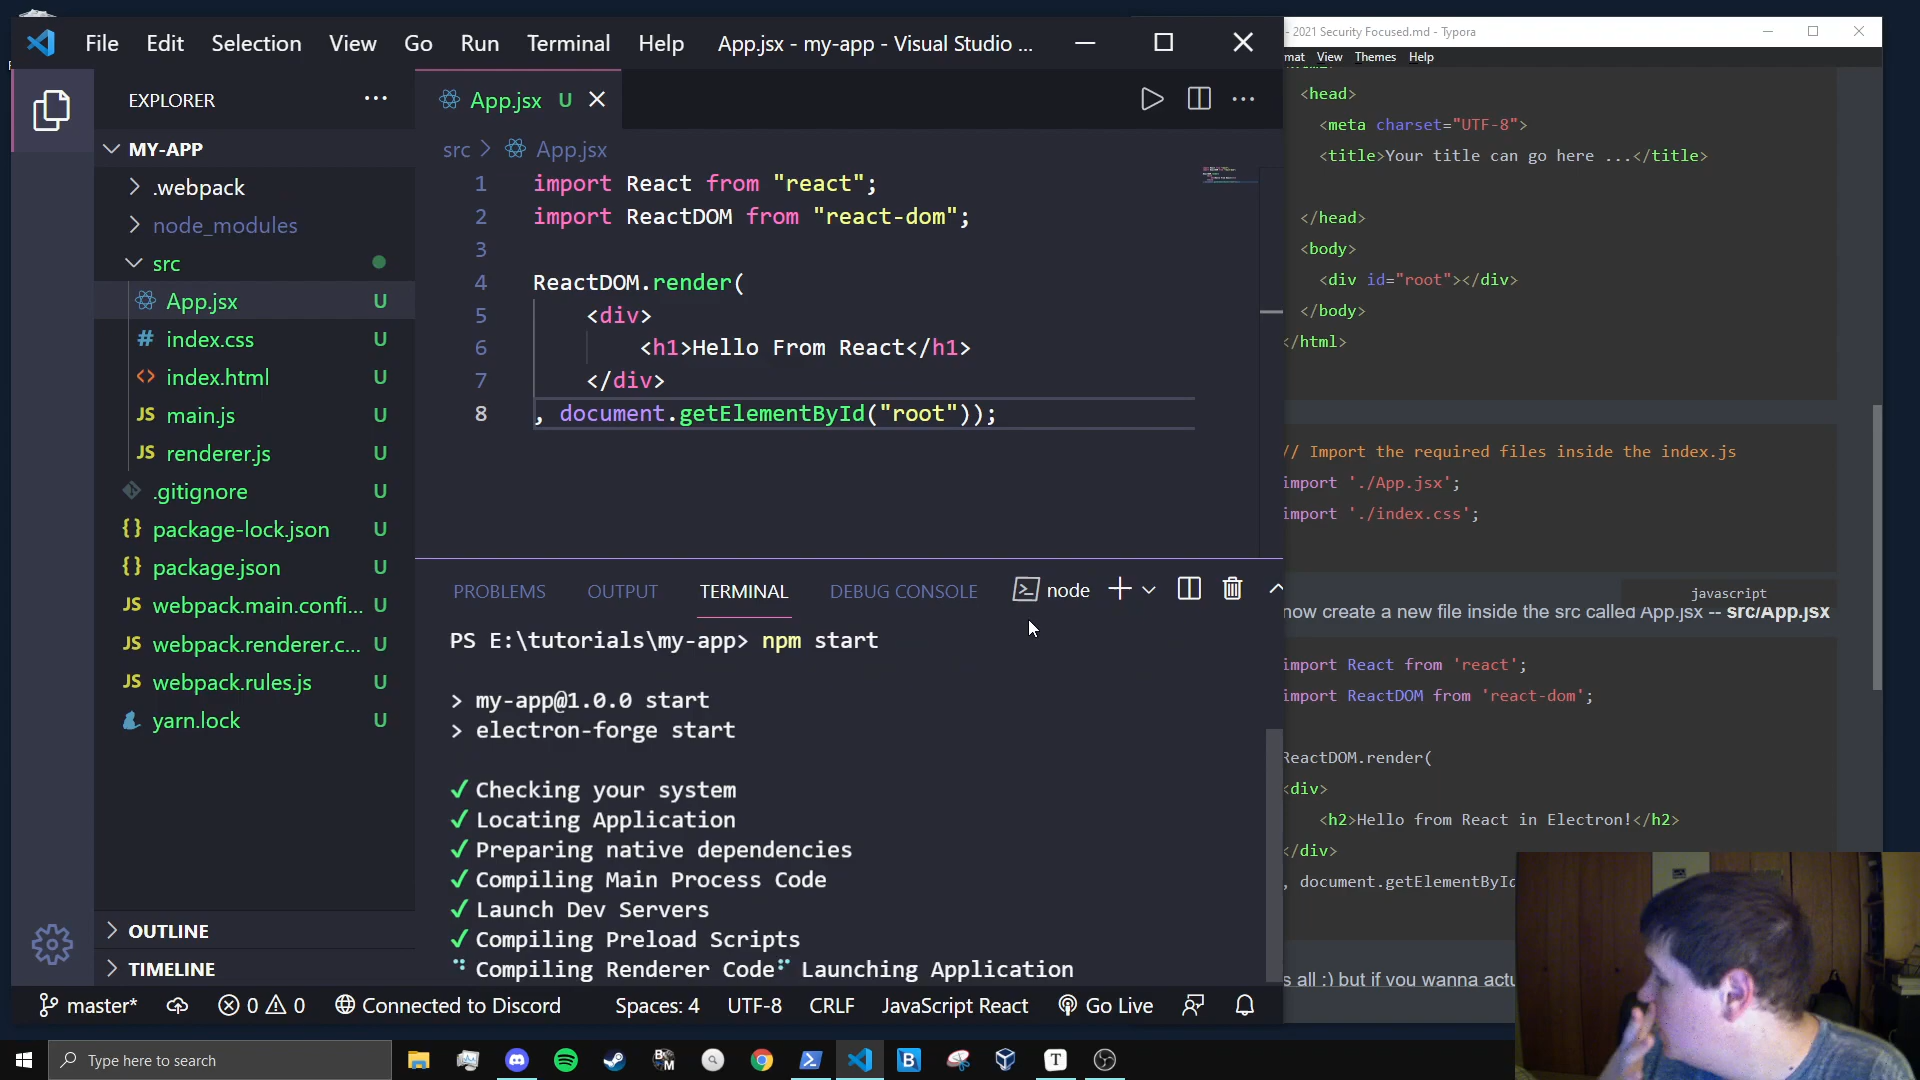 File Edit Selection View Go Run Terminal Help App.jsx - my-app - Visual Studio ...
EXPLORER ...
MY-APP
.webpack
node_modules
src
App.jsx U
index.css U
index.html U
main.js U
renderer.js U
.gitignore U
package-lock.json U
package.json U
webpack.main.confi... U
webpack.renderer.c... U
webpack.rules.js U
yarn.lock U
OUTLINE
TIMELINE
App.jsx U
src > App.jsx
1 import React from "react";
2 import ReactDOM from "react-dom";
3
4 ReactDOM.render(
5 <div>
6 <h1>Hello From React</h1>
7 </div>
8 , document.getElementById("root"));
PROBLEMS OUTPUT TERMINAL DEBUG CONSOLE node
PS E:\tutorials\my-app> npm start
> my-app@1.0.0 start
> electron-forge start
✓ Checking your system
✓ Locating Application
✓ Preparing native dependencies
✓ Compiling Main Process Code
✓ Launch Dev Servers
✓ Compiling Preload Scripts
Compiling Renderer Code Launching Application
master* 0 0 Connected to Discord Spaces: 4 UTF-8 CRLF JavaScript React Go Live
- 2021 Security Focused.md - Typora
mat View Themes Help
<head>
<meta charset="UTF-8">
<title>Your title can go here ...</title>
</head>
<body>
<div id="root"></div>
</body>
</html>
// Import the required files inside the index.js
import './App.jsx';
import './index.css';
javascript
now create a new file inside the src called App.jsx -- src/App.jsx
import React from 'react';
import ReactDOM from 'react-dom';
ReactDOM.render(
<div>
<h2>Hello from React in Electron!</h2>
</div>
, document.getElementById
s all :) but if you wanna actu
Type here to search